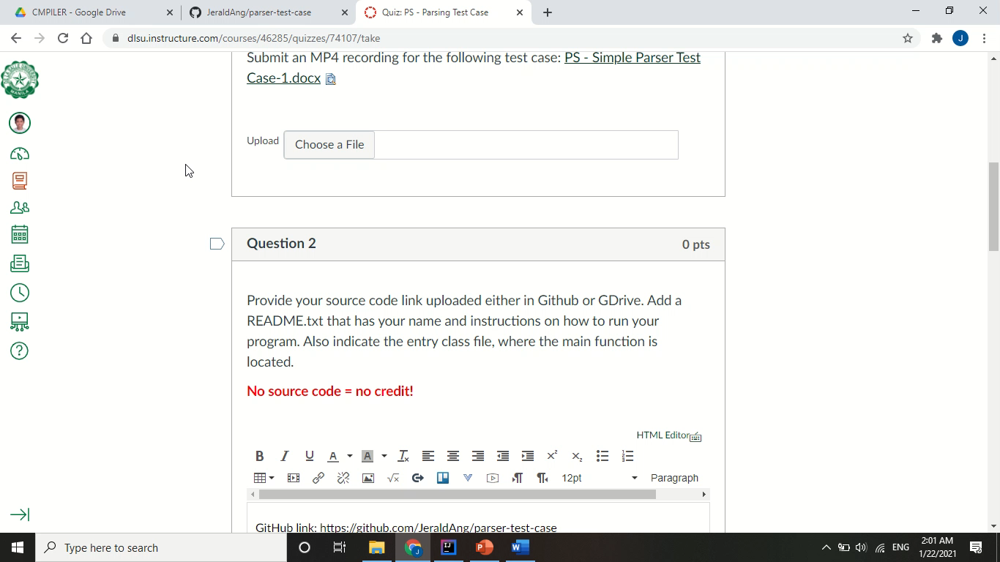 CMPILER - Google Drive
JeraldAng/parser-test-case
Quiz: PS - Parsing Test Case
dlsu.instructure.com/courses/46285/quizzes/74107/take
J
Submit an MP4 recording for the following test case: PS - Simple Parser Test
Case-1.docx
Upload Choose a File
Question 2 0 pts
Provide your source code link uploaded either in Github or GDrive. Add a
README.txt that has your name and instructions on how to run your
program. Also indicate the entry class file, where the main function is
located.
No source code = no credit!
HTML Editor
12pt Paragraph
GitHub link: https://github.com/JeraldAng/parser-test-case
Type here to search
ENG
2:01 AM
1/22/2021